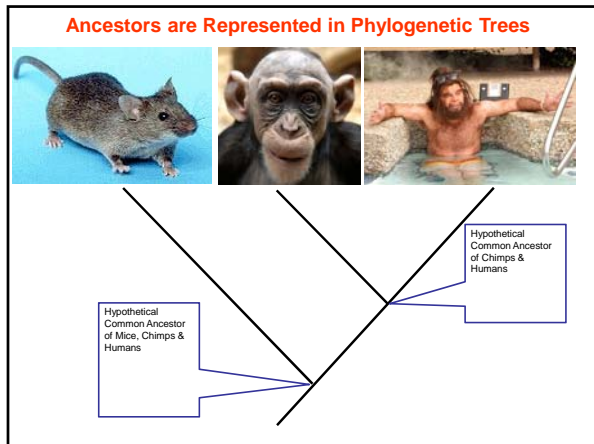 Ancestors are Represented in Phylogenetic Trees
Hypothetical
Common Ancestor
of Chimps &
Humans
Hypothetical
Common Ancestor
of Mice, Chimps &
Humans